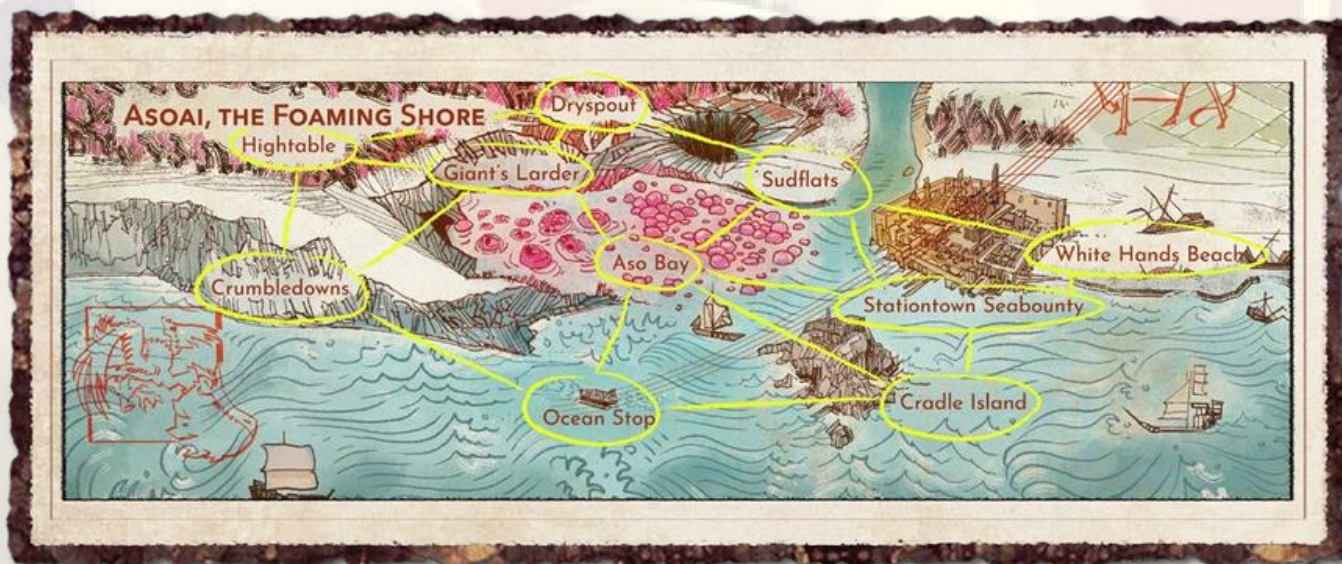 Dryspout
ASOAI, THE FOAMING SHORE
Hightable
Giant's Larder
Sudflats
Aso Bay
White Hands Beach
Crumbledowns
Stationtown Seabounty
Cradle Island
Ocean Stop